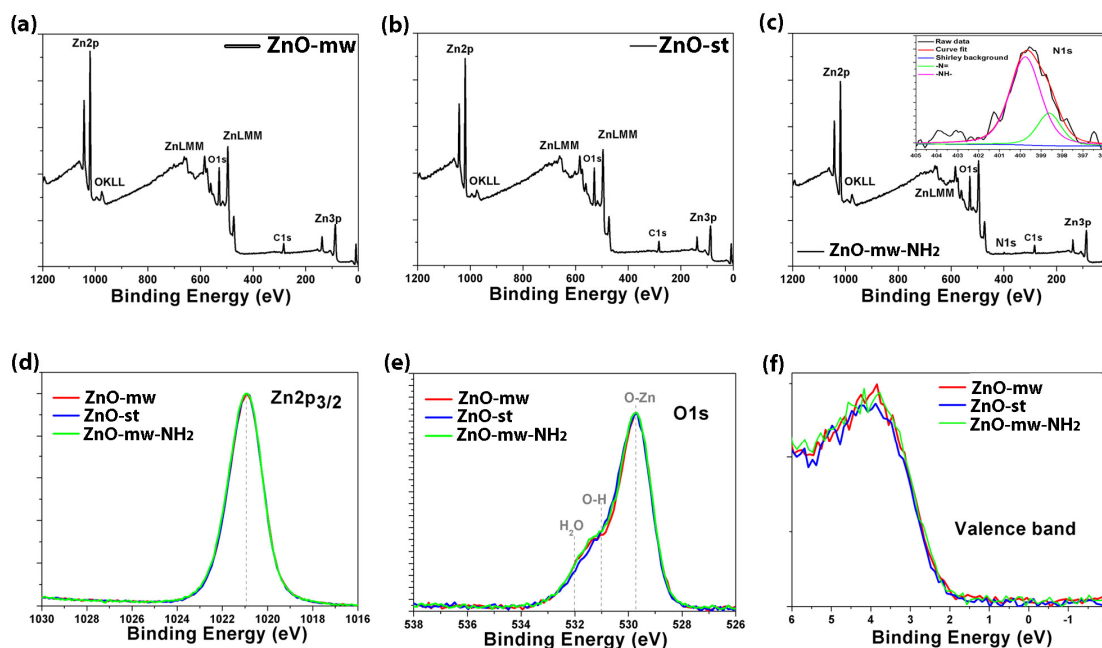 (a)
ZnO-mw
Zn2p
OKLL
ZnLMM
O1s
ZnLMM
C1s
Zn3p
1200 1000 800 600 400 200 0
Binding Energy (eV)
(b)
ZnO-st
Zn2p
OKLL
ZnLMM
O1s
ZnLMM
C1s
Zn3p
1200 1000 800 600 400 200 0
Binding Energy (eV)
(c)
Raw data
Curve fit
Shirley background
-N=
-NH-
N1s
405 404 403 402 401 400 399 398 397
Zn2p
OKLL
ZnLMM
O1s
N1s
C1s
Zn3p
ZnO-mw-NH2
1200 1000 800 600 400 200 0
Binding Energy (eV)
(d)
ZnO-mw
ZnO-st
ZnO-mw-NH2
Zn2p3/2
1030 1028 1026 1024 1022 1020 1018 1016
Binding Energy (eV)
(e)
ZnO-mw
ZnO-st
ZnO-mw-NH2
O-Zn
O1s
O-H
H2O
538 536 534 532 530 528 526
Binding Energy (eV)
(f)
ZnO-mw
ZnO-st
ZnO-mw-NH2
Valence band
6 5 4 3 2 1 0 -1
Binding Energy (eV)